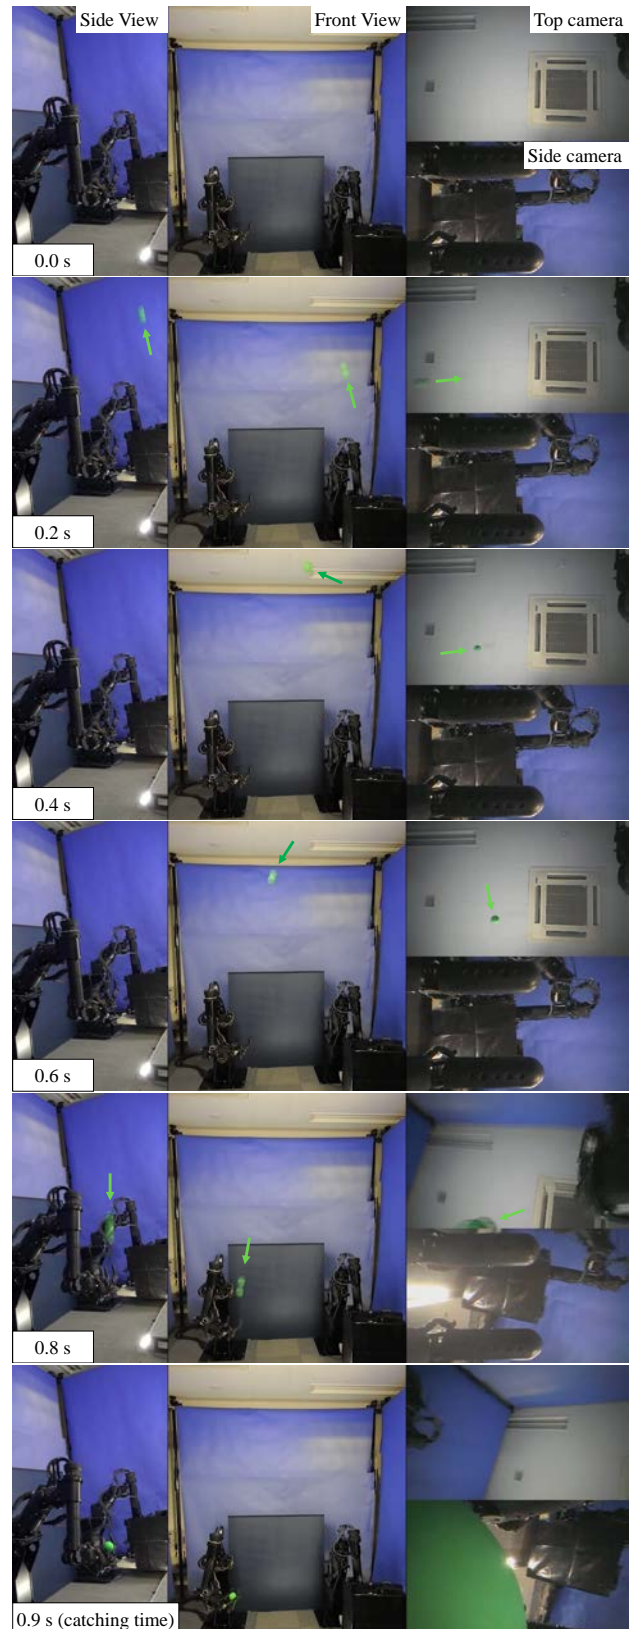 Side View
Front View
Top camera
Side camera
0.0 s
0.2 s
0.4 s
0.6 s
0.8 s
0.9 s (catching time)